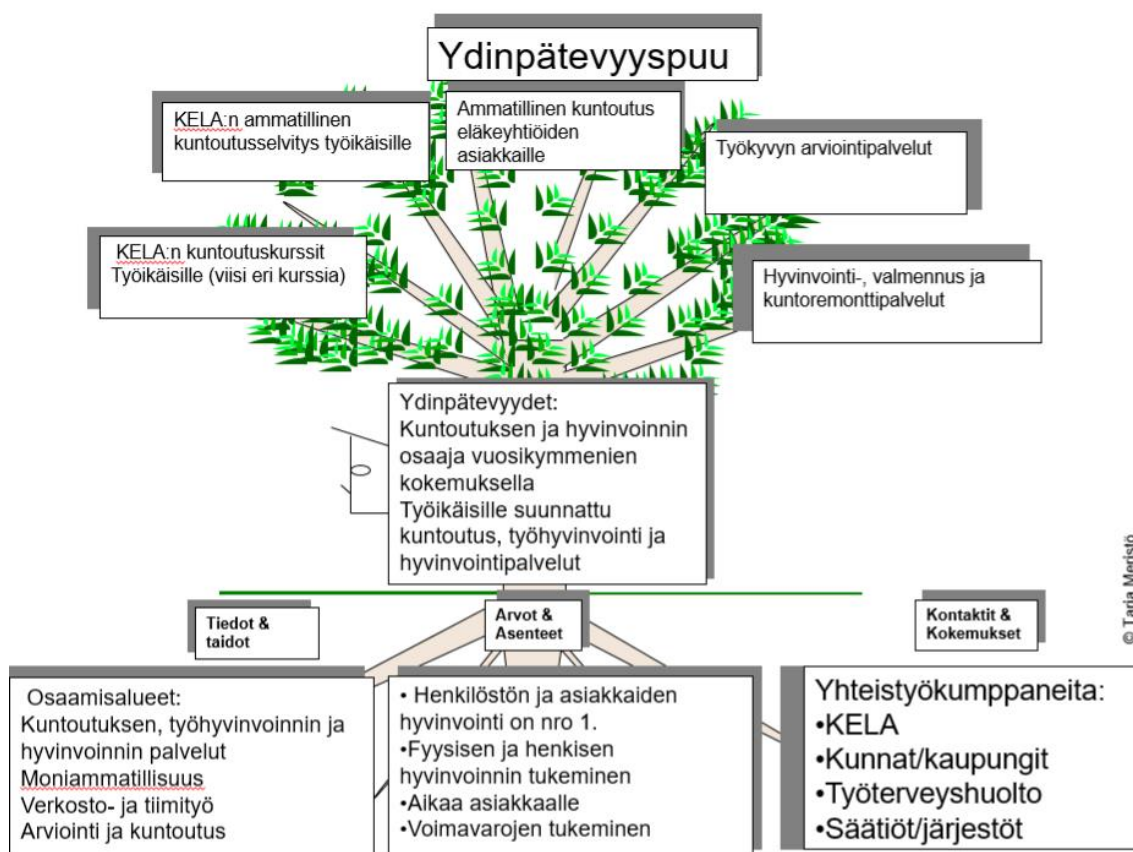 Ydinpätevyyspuu
KELA:n ammatillinen
kuntoutusselvitys työikäisille
Ammatillinen kuntoutus
eläkeyhtiöiden
asiakkaille
Työkyvyn arviointipalvelut
KELA:n kuntoutuskurssit
Työikäisille (viisi eri kurssia)
Hyvinvointi-, valmennus ja
kuntoremonttipalvelut
Ydinpätevyydet:
Kuntoutuksen ja hyvinvoinnin
osaaja vuosikymmenien
kokemuksella
Työikäisille suunnattu
kuntoutus, työhyvinvointi ja
hyvinvointipalvelut
© Tarja Meristö
Tiedot &
taidot
Arvot &
Asenteet
Kontaktit &
Kokemukset
Osaamisalueet:
Kuntoutuksen, työhyvinvoinnin ja
hyvinvoinnin palvelut
Moniammatillisuus
Verkosto- ja tiimityö
Arviointi ja kuntoutus
• Henkilöstön ja asiakkaiden
hyvinvointi on nro 1.
•Fyysisen ja henkisen
hyvinvoinnin tukeminen
•Aikaa asiakkaalle
•Voimavarojen tukeminen
Yhteistyökumppaneita:
•KELA
•Kunnat/kaupungit
•Työterveyshuolto
•Säätiöt/järjestöt